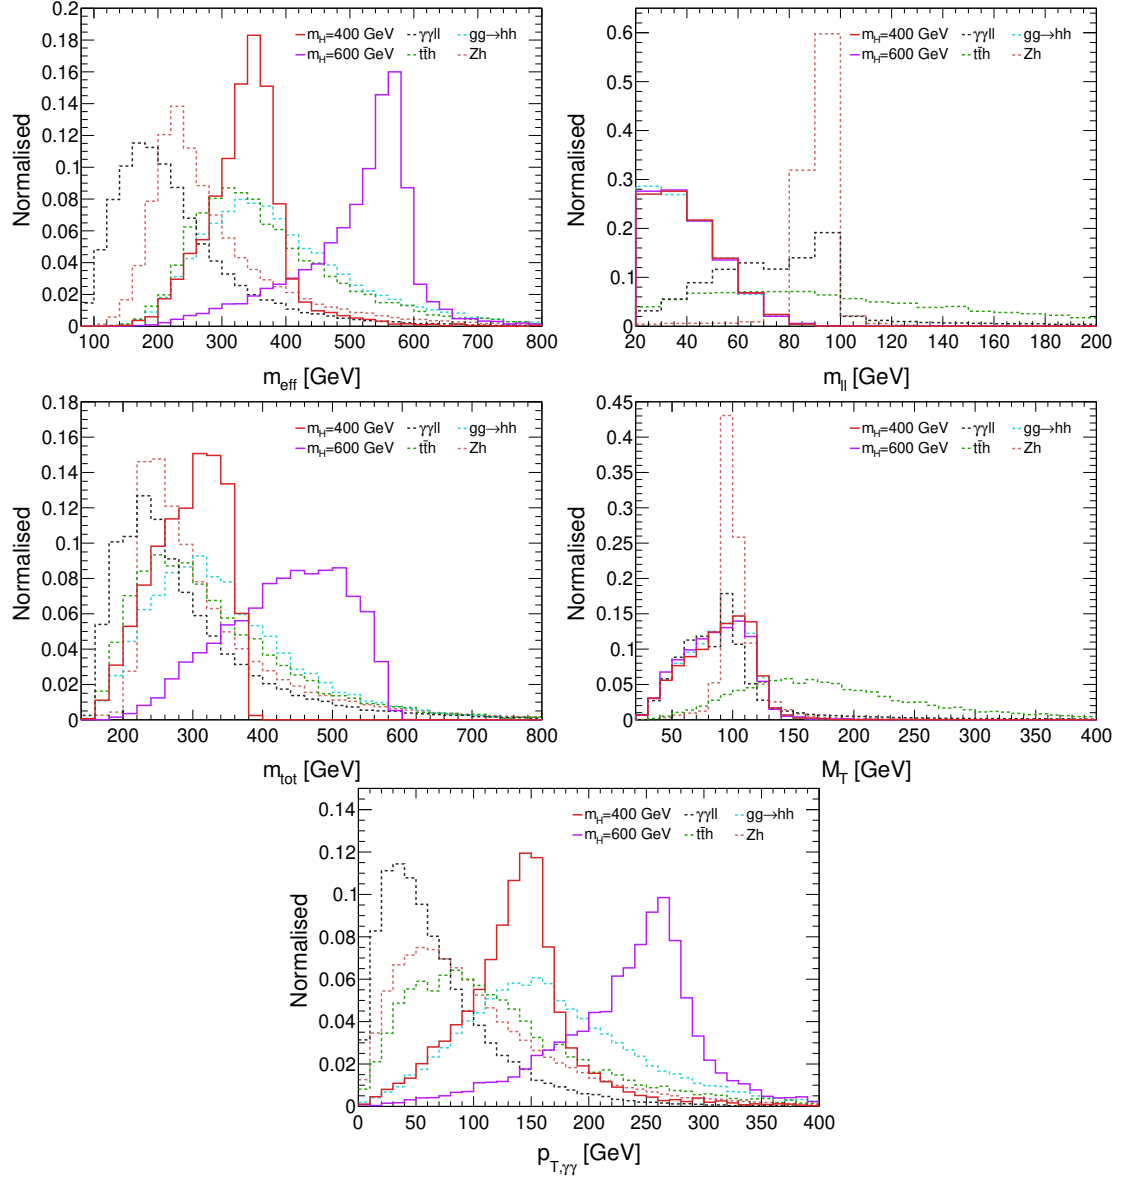 Normalised
0.2
0.18
0.16
0.14
0.12
0.1
0.08
0.06
0.04
0.02
0
m_H=400 GeV γγll gg→hh
m_H=600 GeV tt̄h Zh
100 200 300 400 500 600 700 800
m_eff [GeV]
Normalised
0.6
0.5
0.4
0.3
0.2
0.1
0
m_H=400 GeV γγll gg→hh
m_H=600 GeV tt̄h Zh
20 40 60 80 100 120 140 160 180 200
m_ll [GeV]
Normalised
0.18
0.16
0.14
0.12
0.1
0.08
0.06
0.04
0.02
0
m_H=400 GeV γγll gg→hh
m_H=600 GeV tt̄h Zh
200 300 400 500 600 700 800
m_tot [GeV]
Normalised
0.45
0.4
0.35
0.3
0.25
0.2
0.15
0.1
0.05
0
m_H=400 GeV γγll gg→hh
m_H=600 GeV tt̄h Zh
50 100 150 200 250 300 350 400
M_T [GeV]
Normalised
0.14
0.12
0.1
0.08
0.06
0.04
0.02
0
m_H=400 GeV γγll gg→hh
m_H=600 GeV tt̄h Zh
0 50 100 150 200 250 300 350 400
p_T,γγ [GeV]